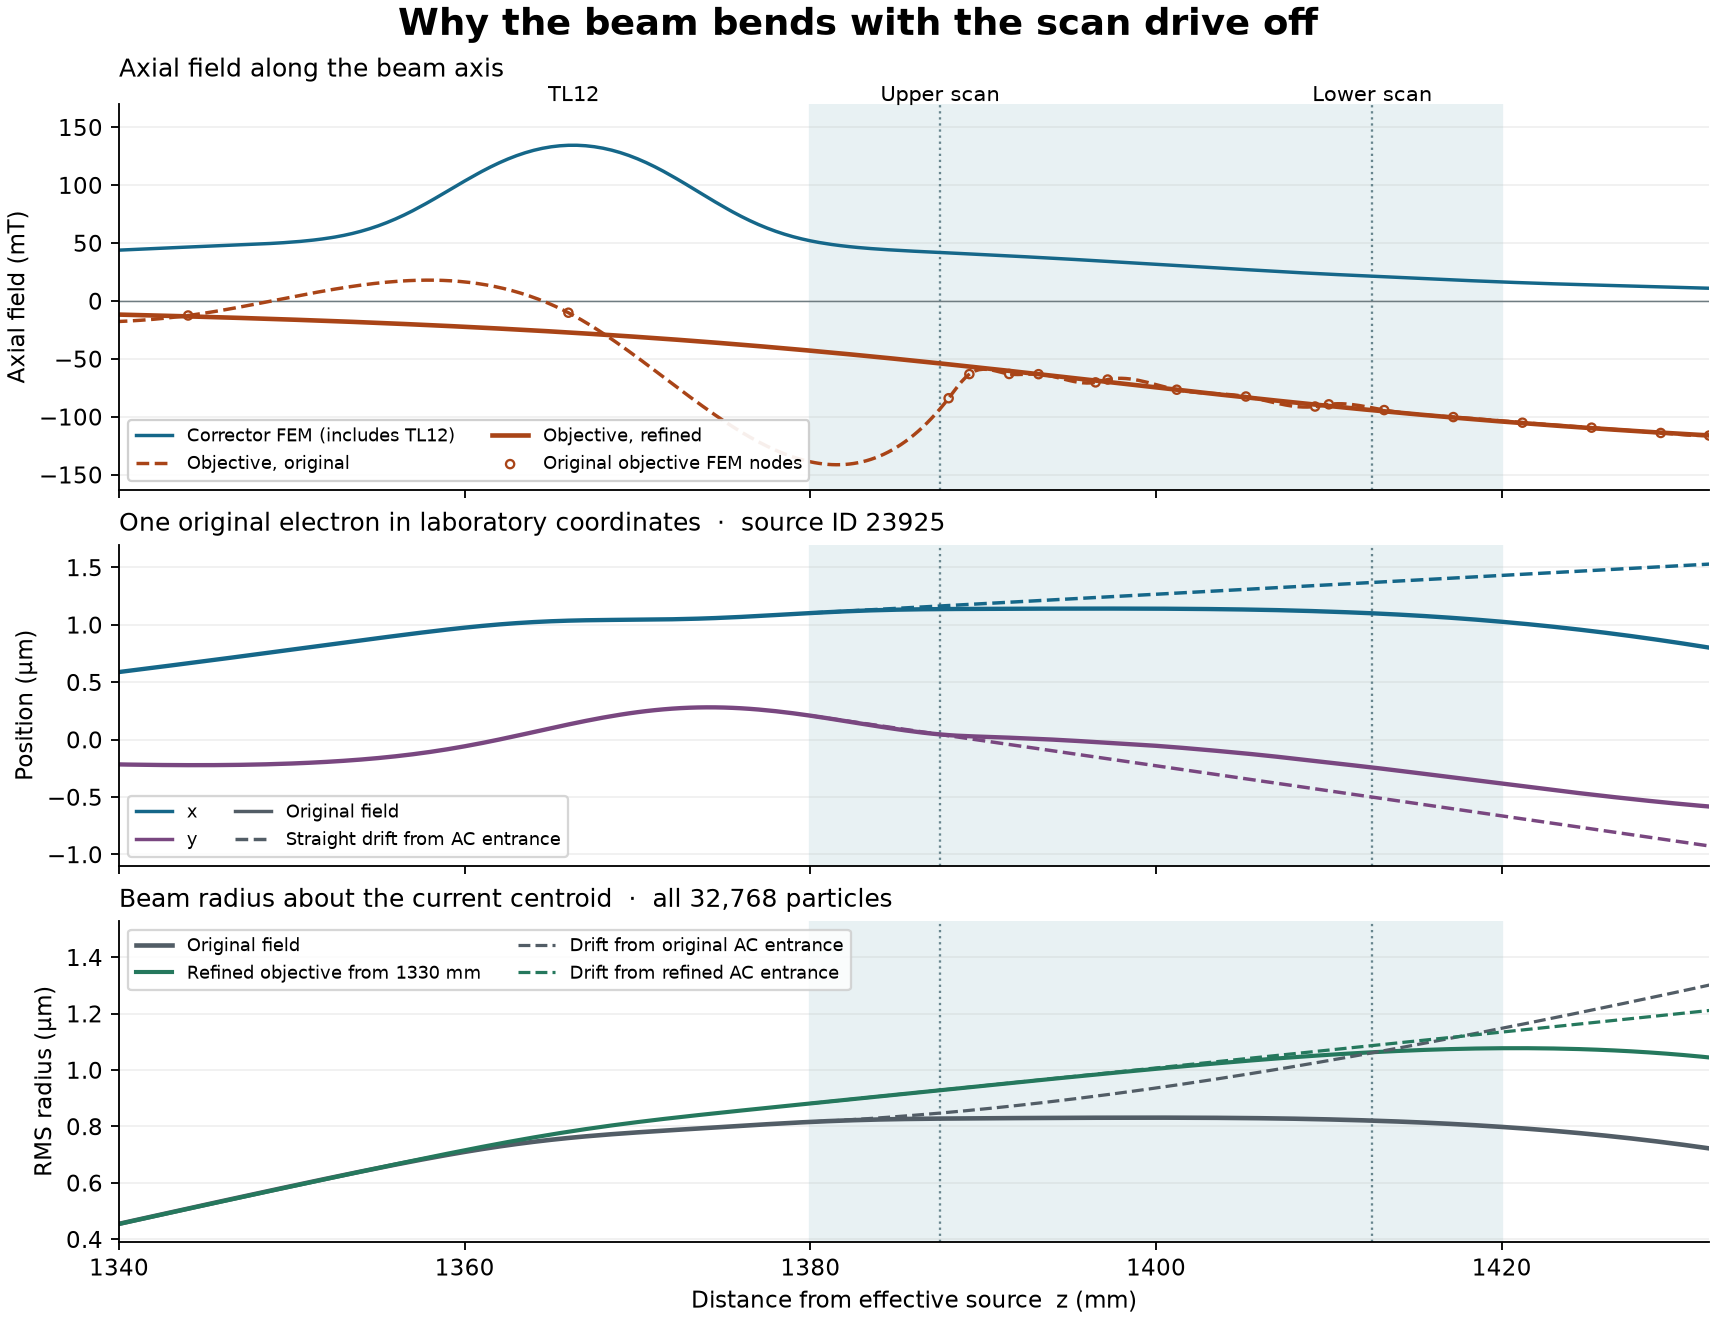 Why the beam bends with the scan drive off
Axial field along the beam axis
TL12
Upper scan
Lower scan
Axial field (mT)
150
100
50
0
−50
−100
−150
Corrector FEM (includes TL12)
Objective, original
Objective, refined
Original objective FEM nodes
One original electron in laboratory coordinates · source ID 23925
Position (µm)
1.5
1.0
0.5
0.0
−0.5
−1.0
x
y
Original field
Straight drift from AC entrance
Beam radius about the current centroid · all 32,768 particles
RMS radius (µm)
1.4
1.2
1.0
0.8
0.6
0.4
Original field
Refined objective from 1330 mm
Drift from original AC entrance
Drift from refined AC entrance
1340
1360
1380
1400
1420
Distance from effective source z (mm)